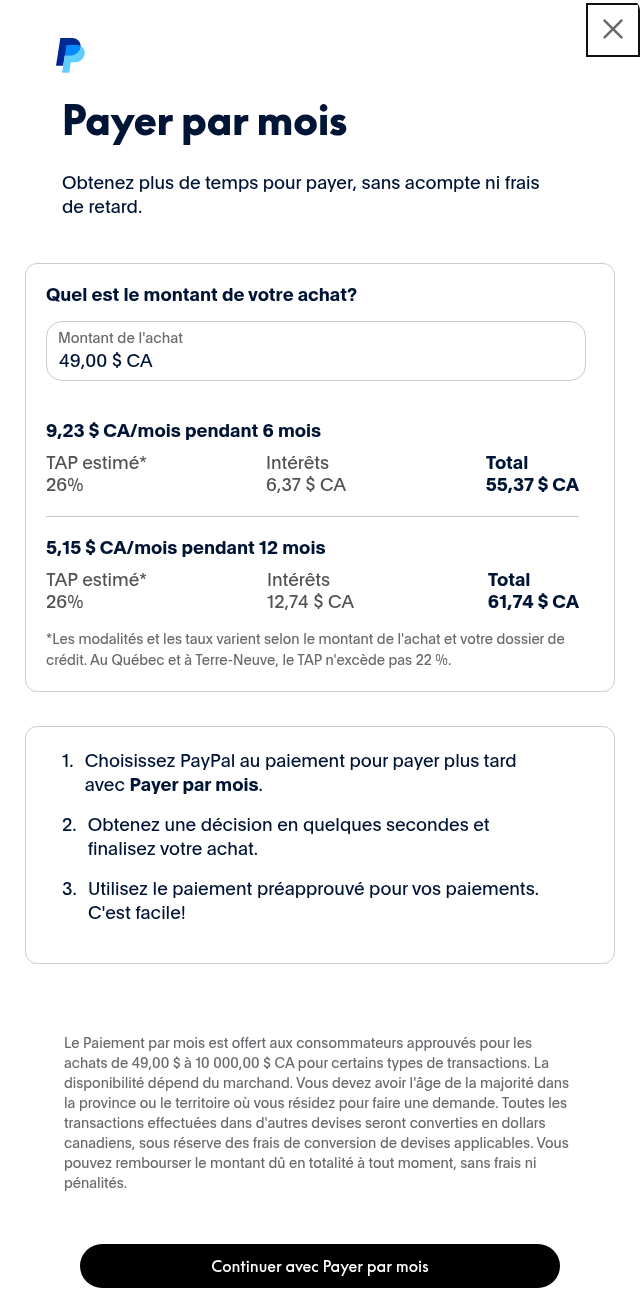 Payer par mois
Obtenez plus de temps pour payer, sans acompte ni frais
de retard.
Quel est le montant de votre achat?
Montant de l'achat
49,00 $ CA
9,23 $ CA/mois pendant 6 mois
TAP estimé* Intérêts Total
26% 6,37 $ CA 55,37 $ CA
5,15 $ CA/mois pendant 12 mois
TAP estimé* Intérêts Total
26% 12,74 $ CA 61,74 $ CA
*Les modalités et les taux varient selon le montant de l'achat et votre dossier de
crédit. Au Québec et à Terre-Neuve, le TAP n'excède pas 22 %.
1. Choisissez PayPal au paiement pour payer plus tard
avec Payer par mois.
2. Obtenez une décision en quelques secondes et
finalisez votre achat.
3. Utilisez le paiement préapprouvé pour vos paiements.
C'est facile!
Le Paiement par mois est offert aux consommateurs approuvés pour les
achats de 49,00 $ à 10 000,00 $ CA pour certains types de transactions. La
disponibilité dépend du marchand. Vous devez avoir l'âge de la majorité dans
la province ou le territoire où vous résidez pour faire une demande. Toutes les
transactions effectuées dans d'autres devises seront converties en dollars
canadiens, sous réserve des frais de conversion de devises applicables. Vous
pouvez rembourser le montant dû en totalité à tout moment, sans frais ni
pénalités.
Continuer avec Payer par mois